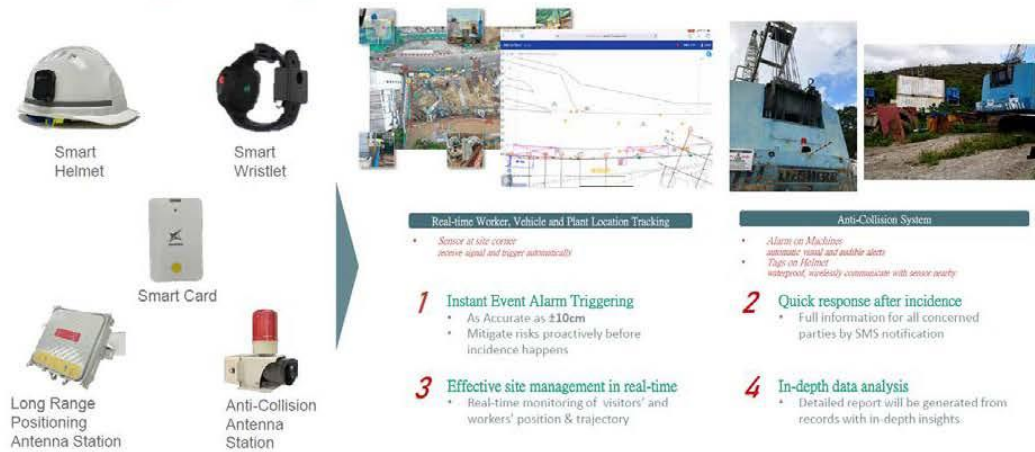 Smart
Helmet
Smart
Wristlet
Smart Card
Long Range
Positioning
Antenna Station
Anti-Collision
Antenna
Station
LIEBHERR
Real-time Worker, Vehicle and Plant Location Tracking
• Sensor at site corner
receive signal and trigger automatically
Anti-Collision System
• Alarm on Machines
automatic visual and audible alerts
• Tags on Helmet
waterproof, wirelessly communicate with sensor nearby
1 Instant Event Alarm Triggering
• As Accurate as ±10cm
• Mitigate risks proactively before
incidence happens
2 Quick response after incidence
• Full information for all concerned
parties by SMS notification
3 Effective site management in real-time
• Real-time monitoring of visitors' and
workers' position & trajectory
4 In-depth data analysis
• Detailed report will be generated from
records with in-depth insights